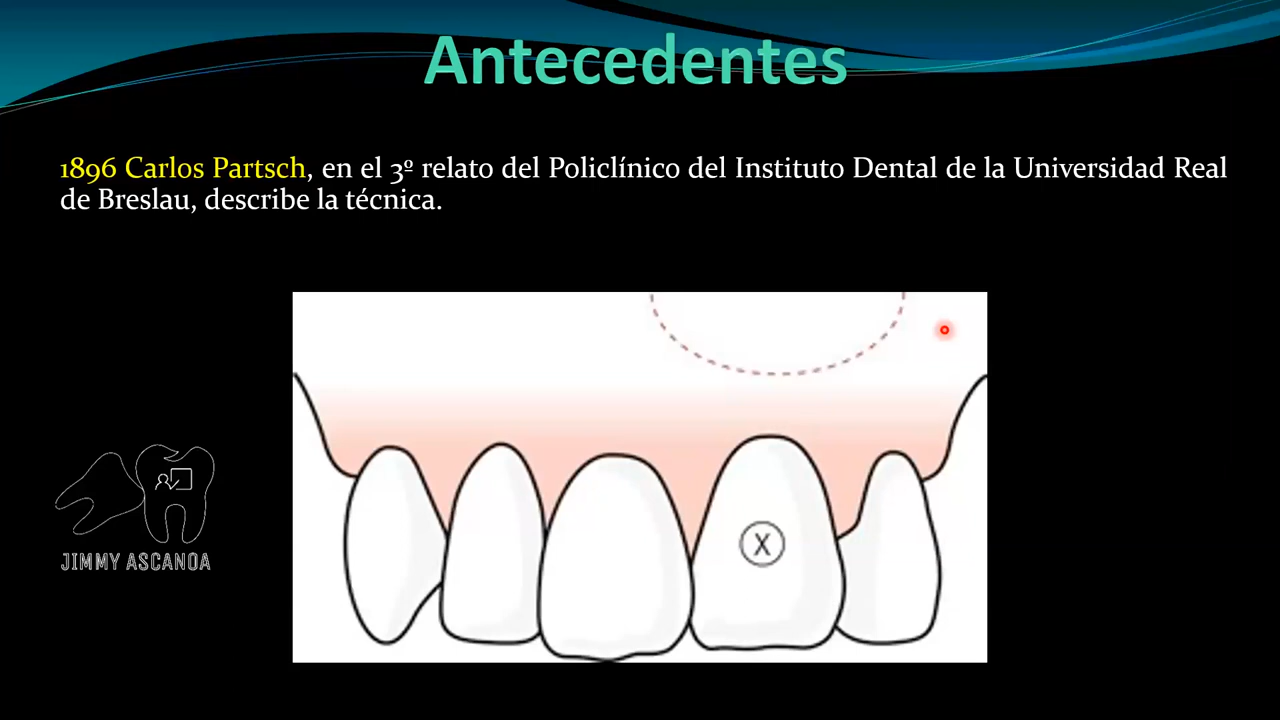 Antecedentes
1896 Carlos Partsch, en el 3º relato del Policlínico del Instituto Dental de la Universidad Real
de Breslau, describe la técnica.
X
JIMMY ASCANOA